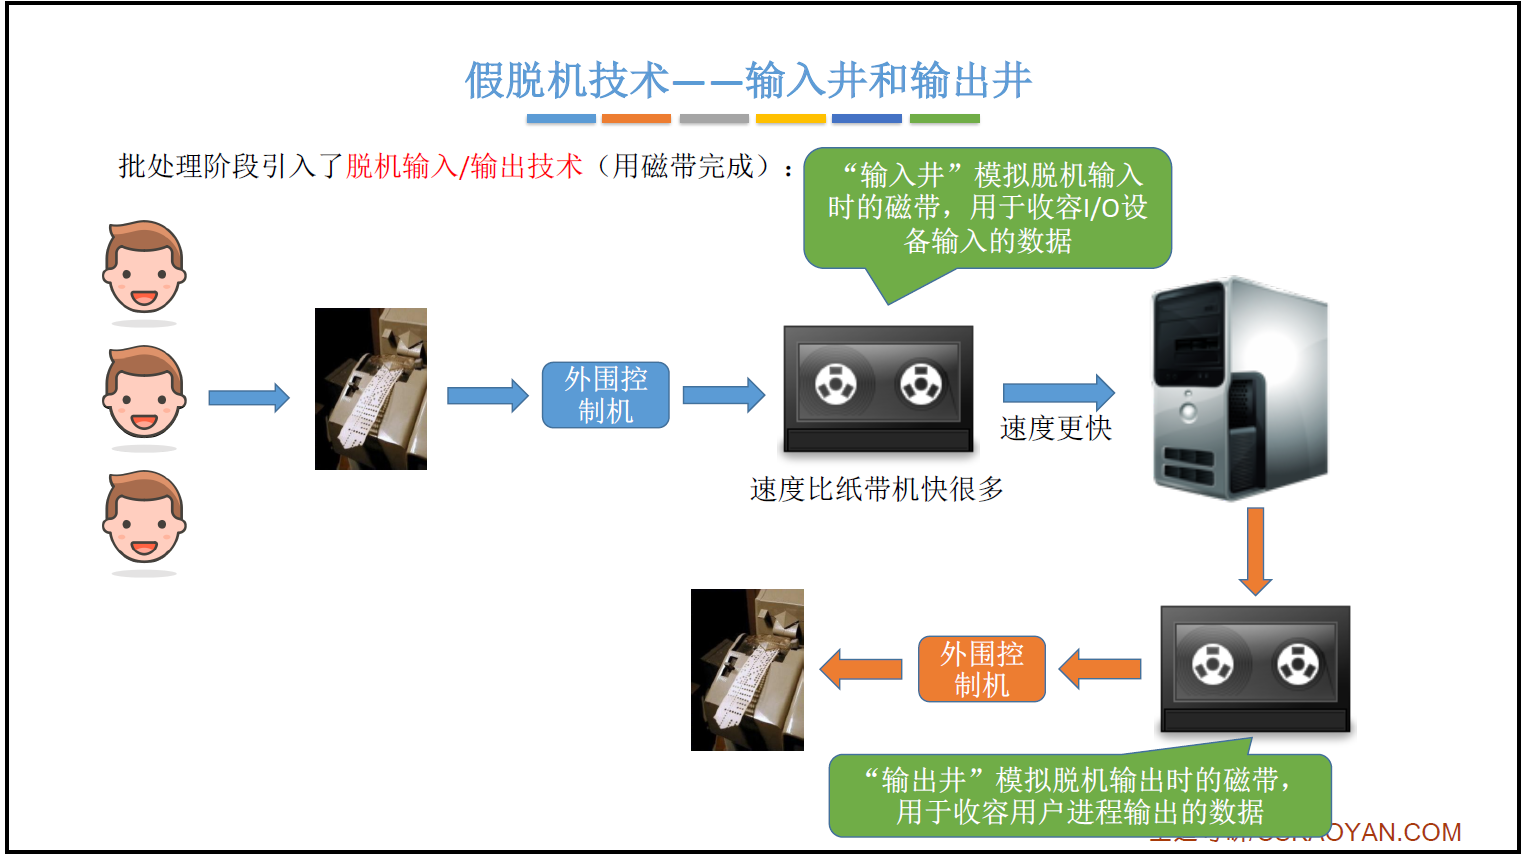 假脱机技术——输入井和输出井
批处理阶段引入了脱机输入/输出技术（用磁带完成）：
“输入井”模拟脱机输入
时的磁带，用于收容I/O设
备输入的数据
外围控
制机
速度更快
速度比纸带机快很多
外围控
制机
“输出井”模拟脱机输出时的磁带，
用于收容用户进程输出的数据
KAOYAN.COM